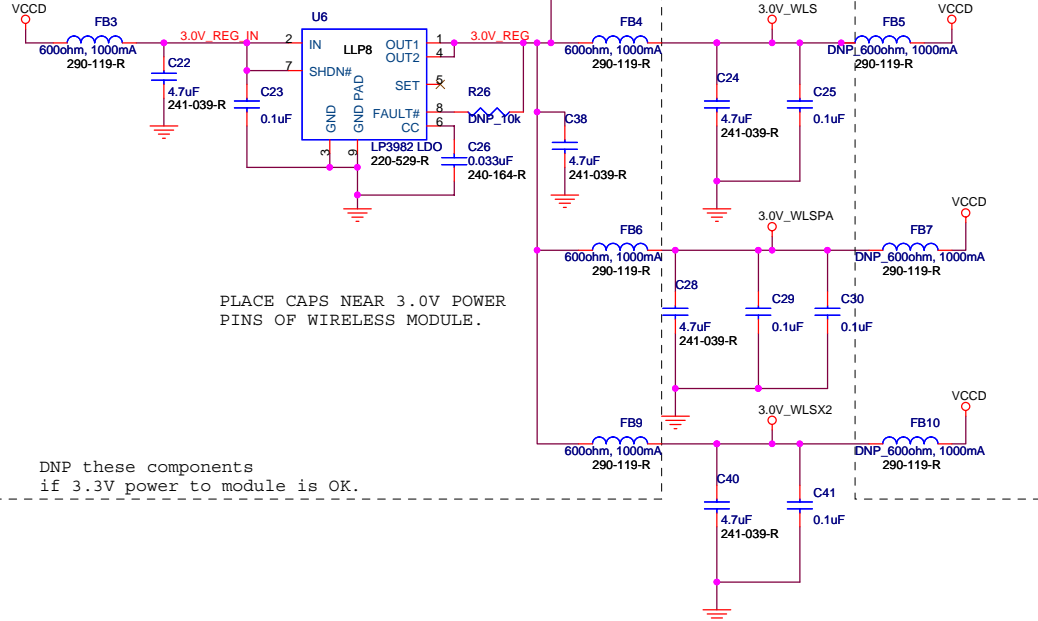 VCCD
FB3
600ohm, 1000mA
290-119-R
3.0V_REG_IN
C22
4.7uF
241-039-R
C23
0.1uF
U6
LLP8
2
IN
7
SHDN#
GND
3
GND PAD
9
OUT1
1
OUT2
4
SET
5
FAULT#
8
CC
6
LP3982 LDO
220-529-R
3.0V_REG
R26
DNP_10k
C26
0.033uF
240-164-R
C38
4.7uF
241-039-R
FB4
600ohm, 1000mA
290-119-R
3.0V_WLS
C24
4.7uF
241-039-R
C25
0.1uF
VCCD
FB5
DNP_600ohm, 1000mA
290-119-R
FB6
600ohm, 1000mA
290-119-R
3.0V_WLSPA
C28
4.7uF
241-039-R
C29
0.1uF
C30
0.1uF
VCCD
FB7
DNP_600ohm, 1000mA
290-119-R
PLACE CAPS NEAR 3.0V POWER
PINS OF WIRELESS MODULE.
FB9
600ohm, 1000mA
290-119-R
3.0V_WLSX2
C40
4.7uF
241-039-R
C41
0.1uF
VCCD
FB10
DNP_600ohm, 1000mA
290-119-R
DNP these components
if 3.3V power to module is OK.